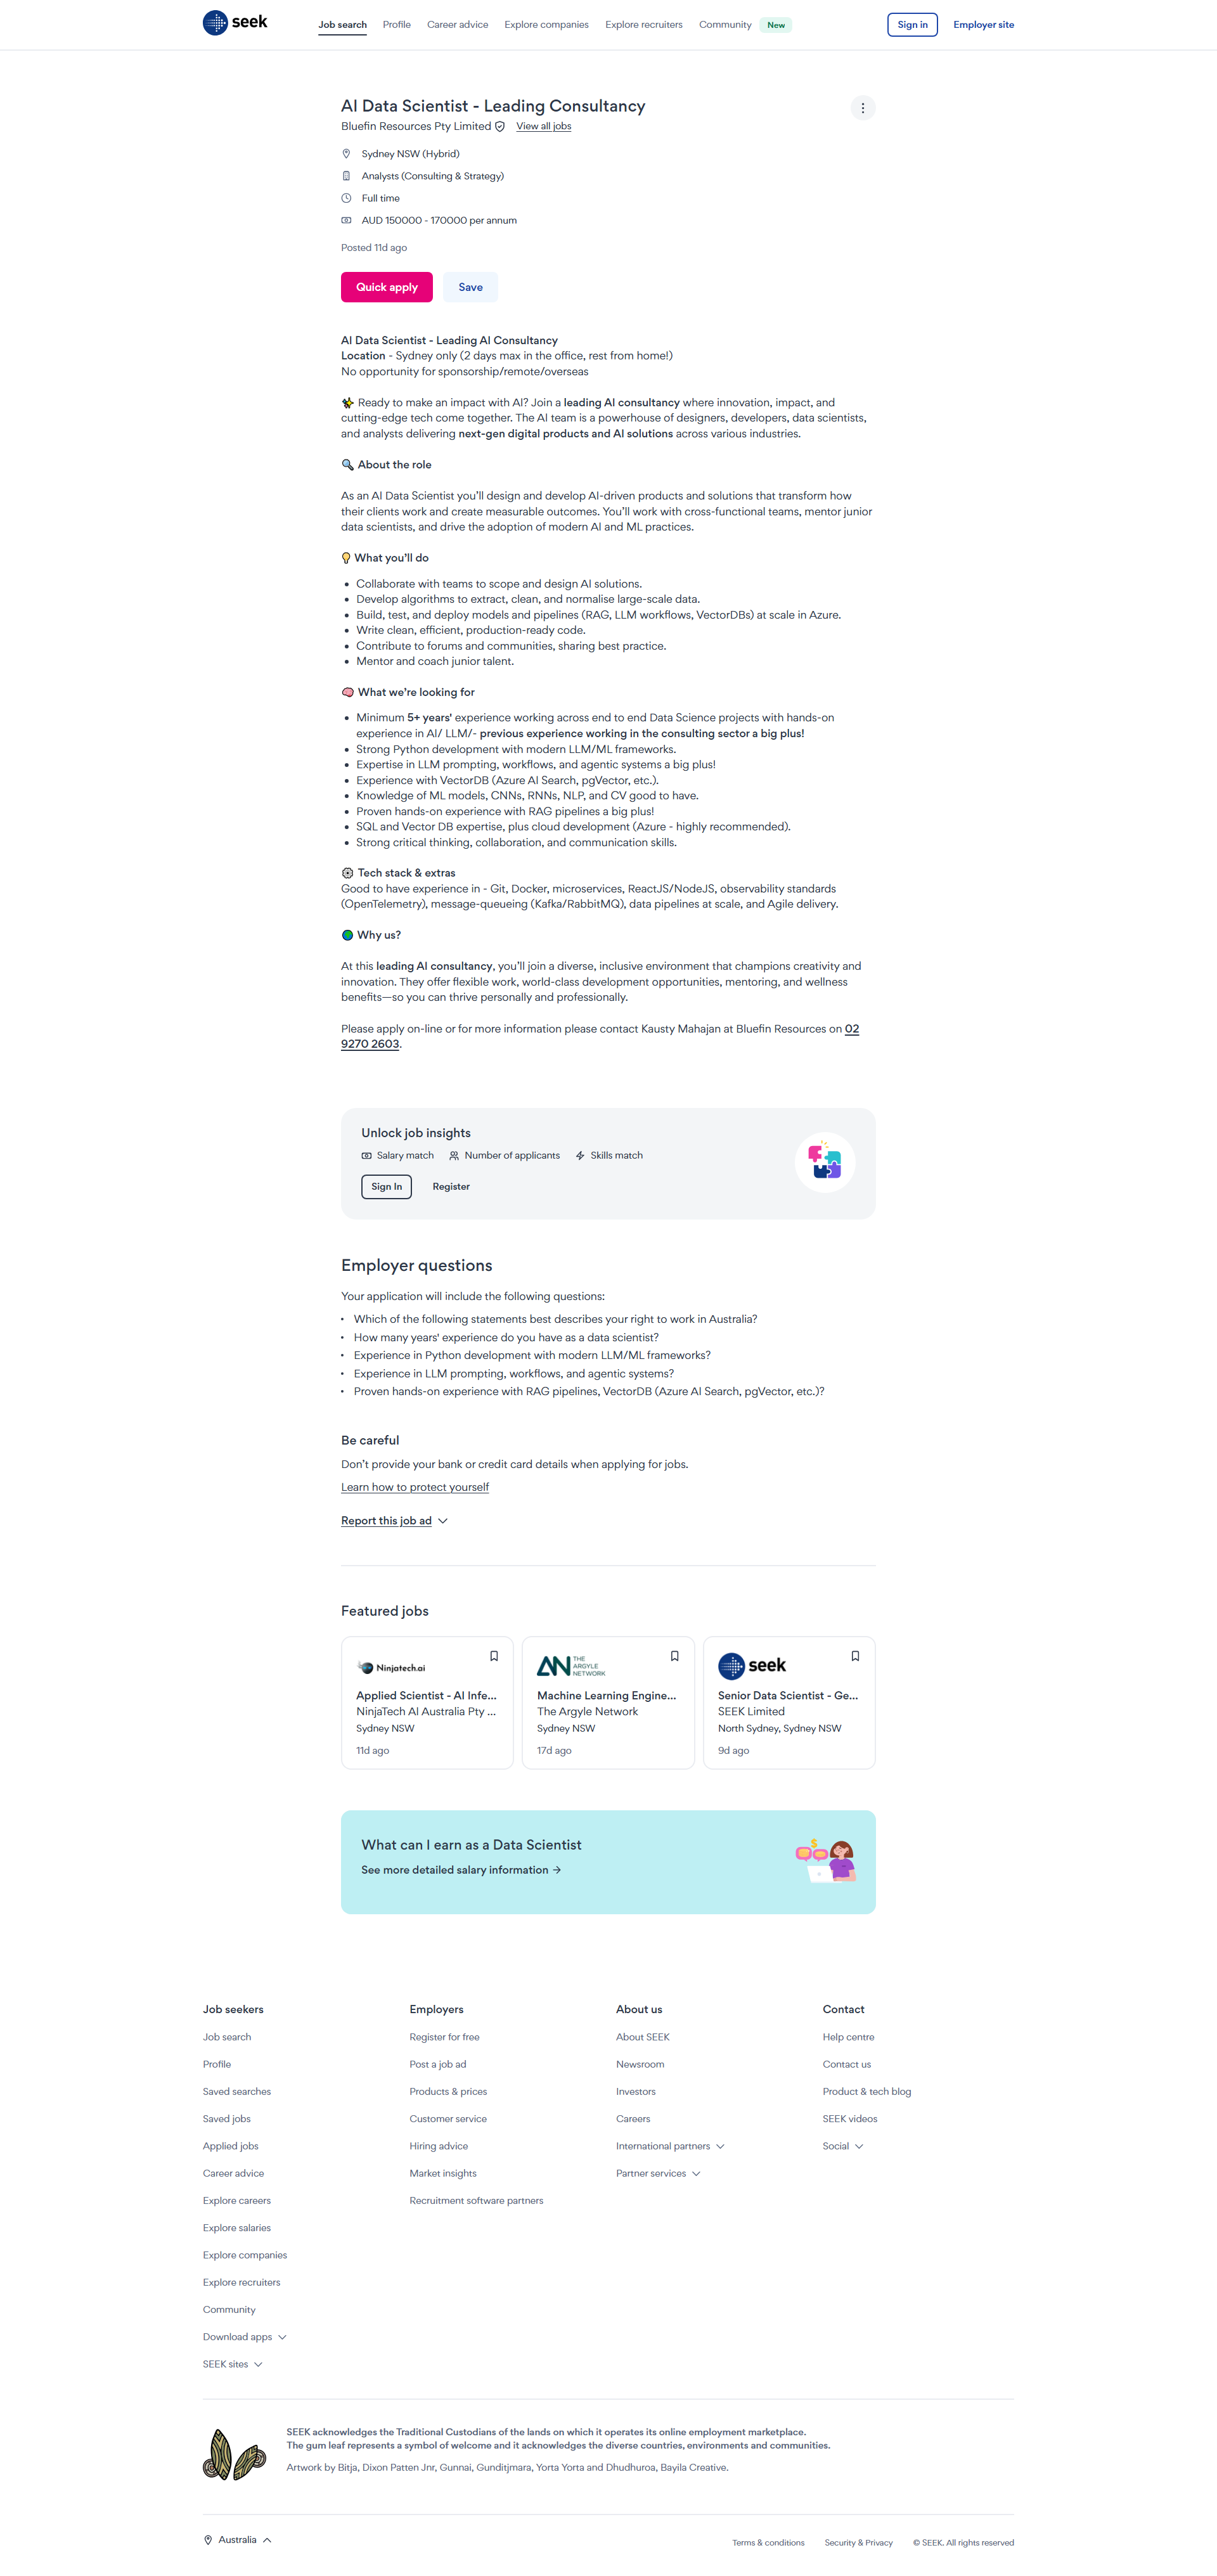 seek
Job search
Profile
Career advice
Explore companies
Explore recruiters
Community
New
Sign in
Employer site
AI Data Scientist - Leading Consultancy
Bluefin Resources Pty Limited
View all jobs
Sydney NSW (Hybrid)
Analysts (Consulting & Strategy)
Full time
AUD 150000 - 170000 per annum
Posted 11d ago
Quick apply
Save
AI Data Scientist - Leading AI Consultancy
Location - Sydney only (2 days max in the office, rest from home!)
No opportunity for sponsorship/remote/overseas
✨ Ready to make an impact with AI? Join a leading AI consultancy where innovation, impact, and
cutting-edge tech come together. The AI team is a powerhouse of designers, developers, data scientists,
and analysts delivering next-gen digital products and AI solutions across various industries.
🔍 About the role
As an AI Data Scientist you'll design and develop AI-driven products and solutions that transform how
their clients work and create measurable outcomes. You'll work with cross-functional teams, mentor junior
data scientists, and drive the adoption of modern AI and ML practices.
💡 What you'll do
• Collaborate with teams to scope and design AI solutions.
• Develop algorithms to extract, clean, and normalise large-scale data.
• Build, test, and deploy models and pipelines (RAG, LLM workflows, VectorDBs) at scale in Azure.
• Write clean, efficient, production-ready code.
• Contribute to forums and communities, sharing best practice.
• Mentor and coach junior talent.
🧠 What we're looking for
• Minimum 5+ years' experience working across end to end Data Science projects with hands-on
experience in AI/ LLM/- previous experience working in the consulting sector a big plus!
• Strong Python development with modern LLM/ML frameworks.
• Expertise in LLM prompting, workflows, and agentic systems a big plus!
• Experience with VectorDB (Azure AI Search, pgVector, etc.).
• Knowledge of ML models, CNNs, RNNs, NLP, and CV good to have.
• Proven hands-on experience with RAG pipelines a big plus!
• SQL and Vector DB expertise, plus cloud development (Azure - highly recommended).
• Strong critical thinking, collaboration, and communication skills.
⚙️ Tech stack & extras
Good to have experience in - Git, Docker, microservices, ReactJS/NodeJS, observability standards
(OpenTelemetry), message-queueing (Kafka/RabbitMQ), data pipelines at scale, and Agile delivery.
🌏 Why us?
At this leading AI consultancy, you'll join a diverse, inclusive environment that champions creativity and
innovation. They offer flexible work, world-class development opportunities, mentoring, and wellness
benefits—so you can thrive personally and professionally.
Please apply on-line or for more information please contact Kausty Mahajan at Bluefin Resources on 02
9270 2603.
Unlock job insights
Salary match
Number of applicants
Skills match
Sign In
Register
Employer questions
Your application will include the following questions:
• Which of the following statements best describes your right to work in Australia?
• How many years' experience do you have as a data scientist?
• Experience in Python development with modern LLM/ML frameworks?
• Experience in LLM prompting, workflows, and agentic systems?
• Proven hands-on experience with RAG pipelines, VectorDB (Azure AI Search, pgVector, etc.)?
Be careful
Don't provide your bank or credit card details when applying for jobs.
Learn how to protect yourself
Report this job ad
Featured jobs
Ninjatech.ai
Applied Scientist - AI Infe...
NinjaTech AI Australia Pty ...
Sydney NSW
11d ago
AN THE
ARGYLE
NETWORK
Machine Learning Engine...
The Argyle Network
Sydney NSW
17d ago
seek
Senior Data Scientist - Ge...
SEEK Limited
North Sydney, Sydney NSW
9d ago
What can I earn as a Data Scientist
See more detailed salary information →
$
Job seekers
Job search
Profile
Saved searches
Saved jobs
Applied jobs
Career advice
Explore careers
Explore salaries
Explore companies
Explore recruiters
Community
Download apps
SEEK sites
Employers
Register for free
Post a job ad
Products & prices
Customer service
Hiring advice
Market insights
Recruitment software partners
About us
About SEEK
Newsroom
Investors
Careers
International partners
Partner services
Contact
Help centre
Contact us
Product & tech blog
SEEK videos
Social
SEEK acknowledges the Traditional Custodians of the lands on which it operates its online employment marketplace.
The gum leaf represents a symbol of welcome and it acknowledges the diverse countries, environments and communities.
Artwork by Bitja, Dixon Patten Jnr, Gunnai, Gunditjmara, Yorta Yorta and Dhudhuroa, Bayila Creative.
Australia
Terms & conditions
Security & Privacy
© SEEK. All rights reserved